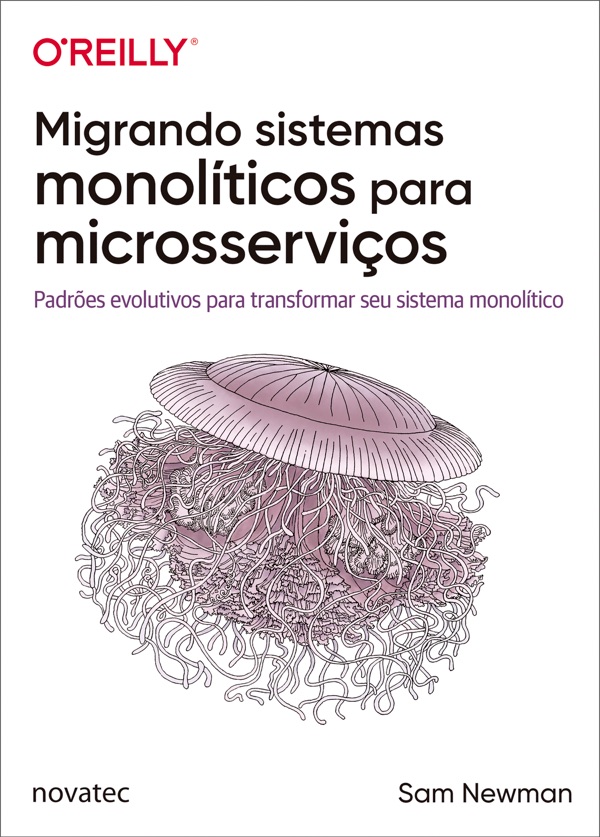 O'REILLY®
Migrando sistemas
monolíticos para
microsserviços
Padrões evolutivos para transformar seu sistema monolítico
novatec
Sam Newman